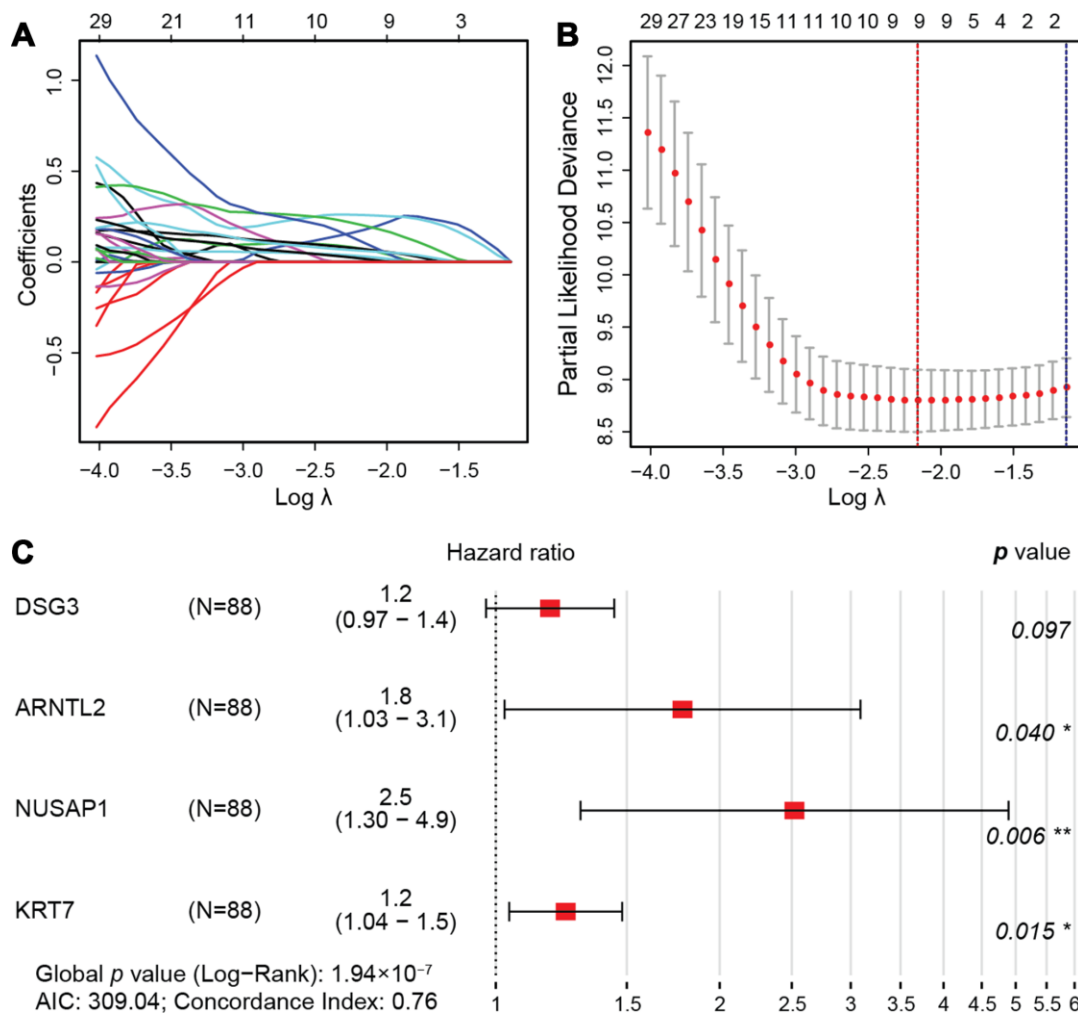 A
29 21 11 10 9 3
Coefficients
1.0
0.5
0.0
−0.5
−4.0 −3.5 −3.0 −2.5 −2.0 −1.5
Log λ
B
29 27 23 19 15 11 11 10 10 9 9 9 5 4 2 2
Partial Likelihood Deviance
12.0
11.5
11.0
10.5
10.0
9.5
9.0
8.5
−4.0 −3.5 −3.0 −2.5 −2.0 −1.5
Log λ
C
Hazard ratio p value
DSG3 (N=88) 1.2
(0.97 − 1.4)
0.097
ARNTL2 (N=88) 1.8
(1.03 − 3.1)
0.040 *
NUSAP1 (N=88) 2.5
(1.30 − 4.9)
0.006 **
KRT7 (N=88) 1.2
(1.04 − 1.5)
0.015 *
Global p value (Log−Rank): 1.94×10⁻⁷
AIC: 309.04; Concordance Index: 0.76
1 1.5 2 2.5 3 3.5 4 4.5 5 5.5 6